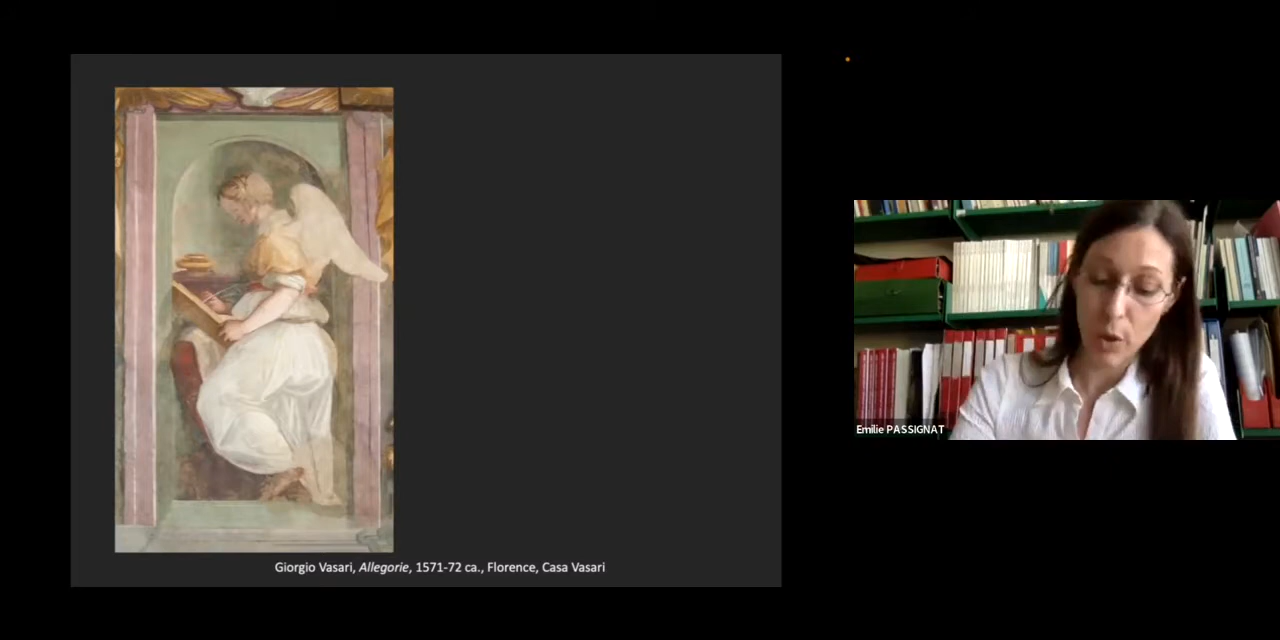 Giorgio Vasari, Allegorie, 1571-72 ca., Florence, Casa Vasari
Emilie PASSIGNAT